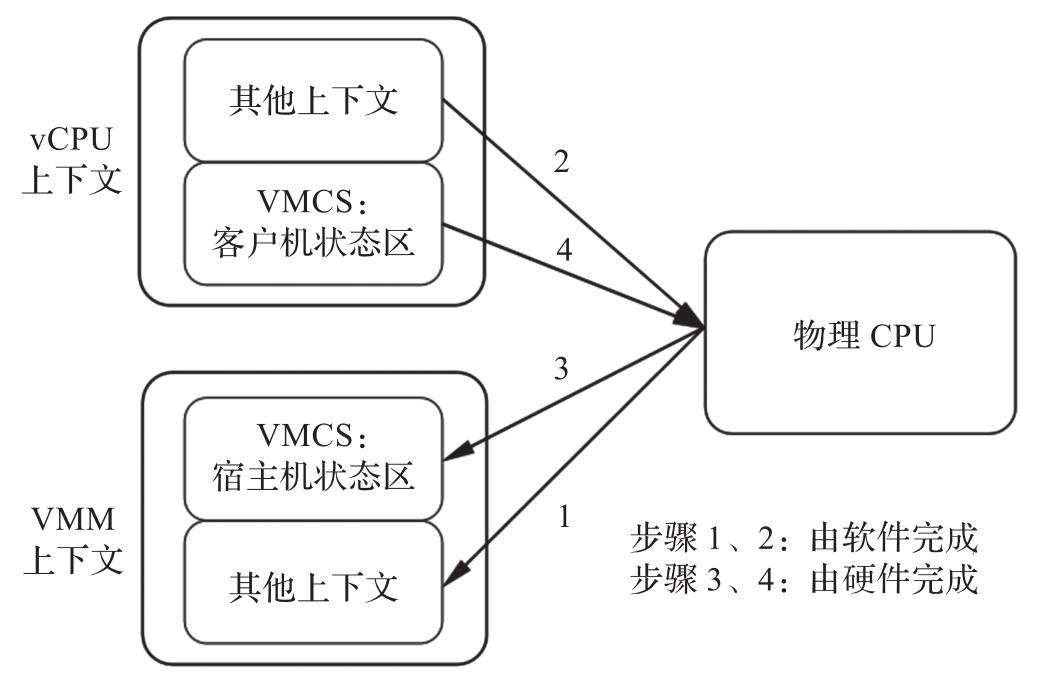 其他上下文
vCPU
上下文
VMCS：
客户机状态区
2
4
物理 CPU
3
VMCS：
宿主机状态区
VMM
上下文
1
其他上下文
步骤 1、2：由软件完成
步骤 3、4：由硬件完成